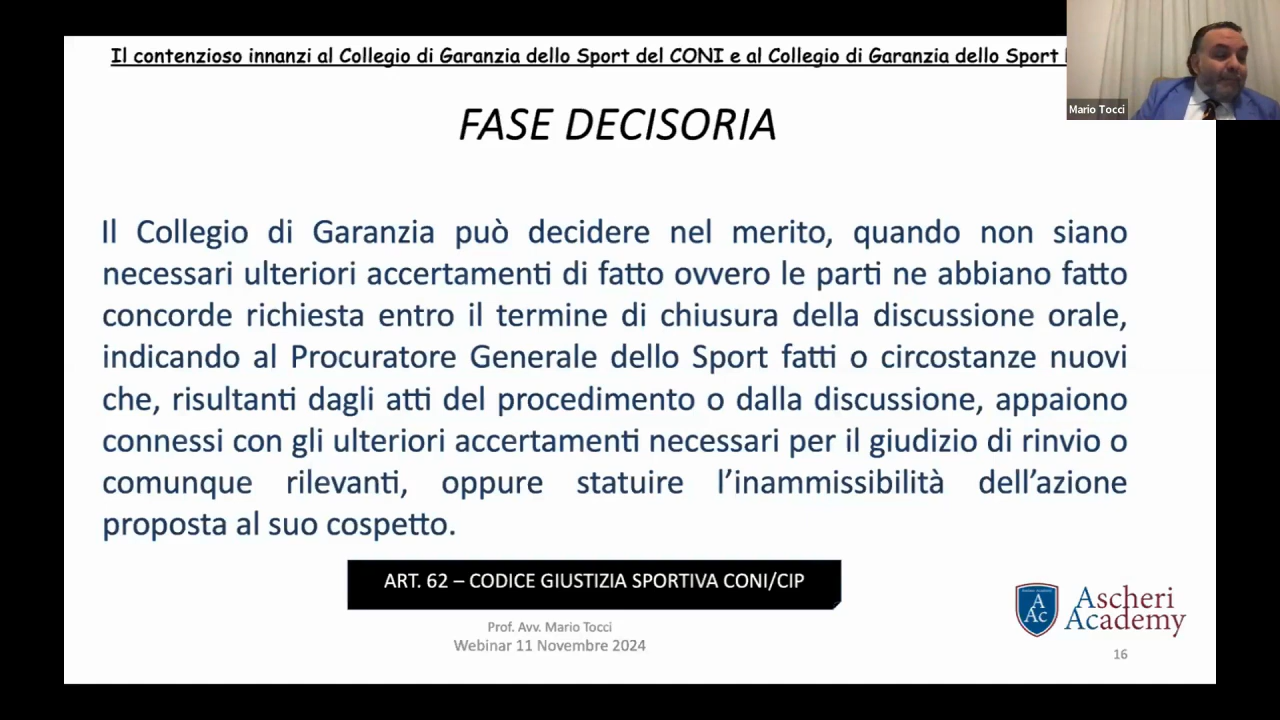 Il contenzioso innanzi al Collegio di Garanzia dello Sport del CONI e al Collegio di Garanzia dello Sport
Mario Tocci
FASE DECISORIA
Il Collegio di Garanzia può decidere nel merito, quando non siano
necessari ulteriori accertamenti di fatto ovvero le parti ne abbiano fatto
concorde richiesta entro il termine di chiusura della discussione orale,
indicando al Procuratore Generale dello Sport fatti o circostanze nuovi
che, risultanti dagli atti del procedimento o dalla discussione, appaiono
connessi con gli ulteriori accertamenti necessari per il giudizio di rinvio o
comunque rilevanti, oppure statuire l’inammissibilità dell’azione
proposta al suo cospetto.
ART. 62 – CODICE GIUSTIZIA SPORTIVA CONI/CIP
Prof. Avv. Mario Tocci
Webinar 11 Novembre 2024
A
Ac
Ascheri
Academy
16